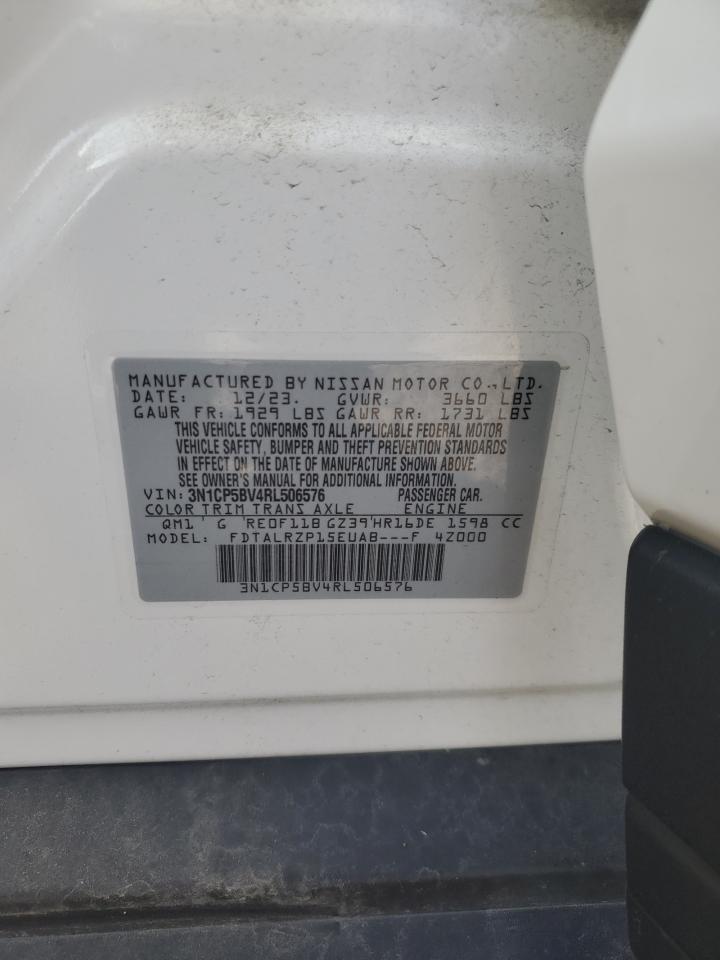 MANUFACTURED BY NISSAN MOTOR CO.,LTD.
DATE: 12/23. GVWR: 3660 LBS
GAWR FR: 1929 LBS GAWR RR: 1731 LBS
THIS VEHICLE CONFORMS TO ALL APPLICABLE FEDERAL MOTOR
VEHICLE SAFETY, BUMPER AND THEFT PREVENTION STANDARDS
IN EFFECT ON THE DATE OF MANUFACTURE SHOWN ABOVE.
SEE OWNER'S MANUAL FOR ADDITIONAL INFORMATION.
VIN: 3N1CP5BV4RL506576 PASSENGER CAR.
COLOR TRIM TRANS AXLE ENGINE
QM1 ' G 'RE0F11B GZ39'HR16DE 1598 CC
MODEL: FDTALRZP15EUAB---F 4Z000
3N1CP5BV4RL506576